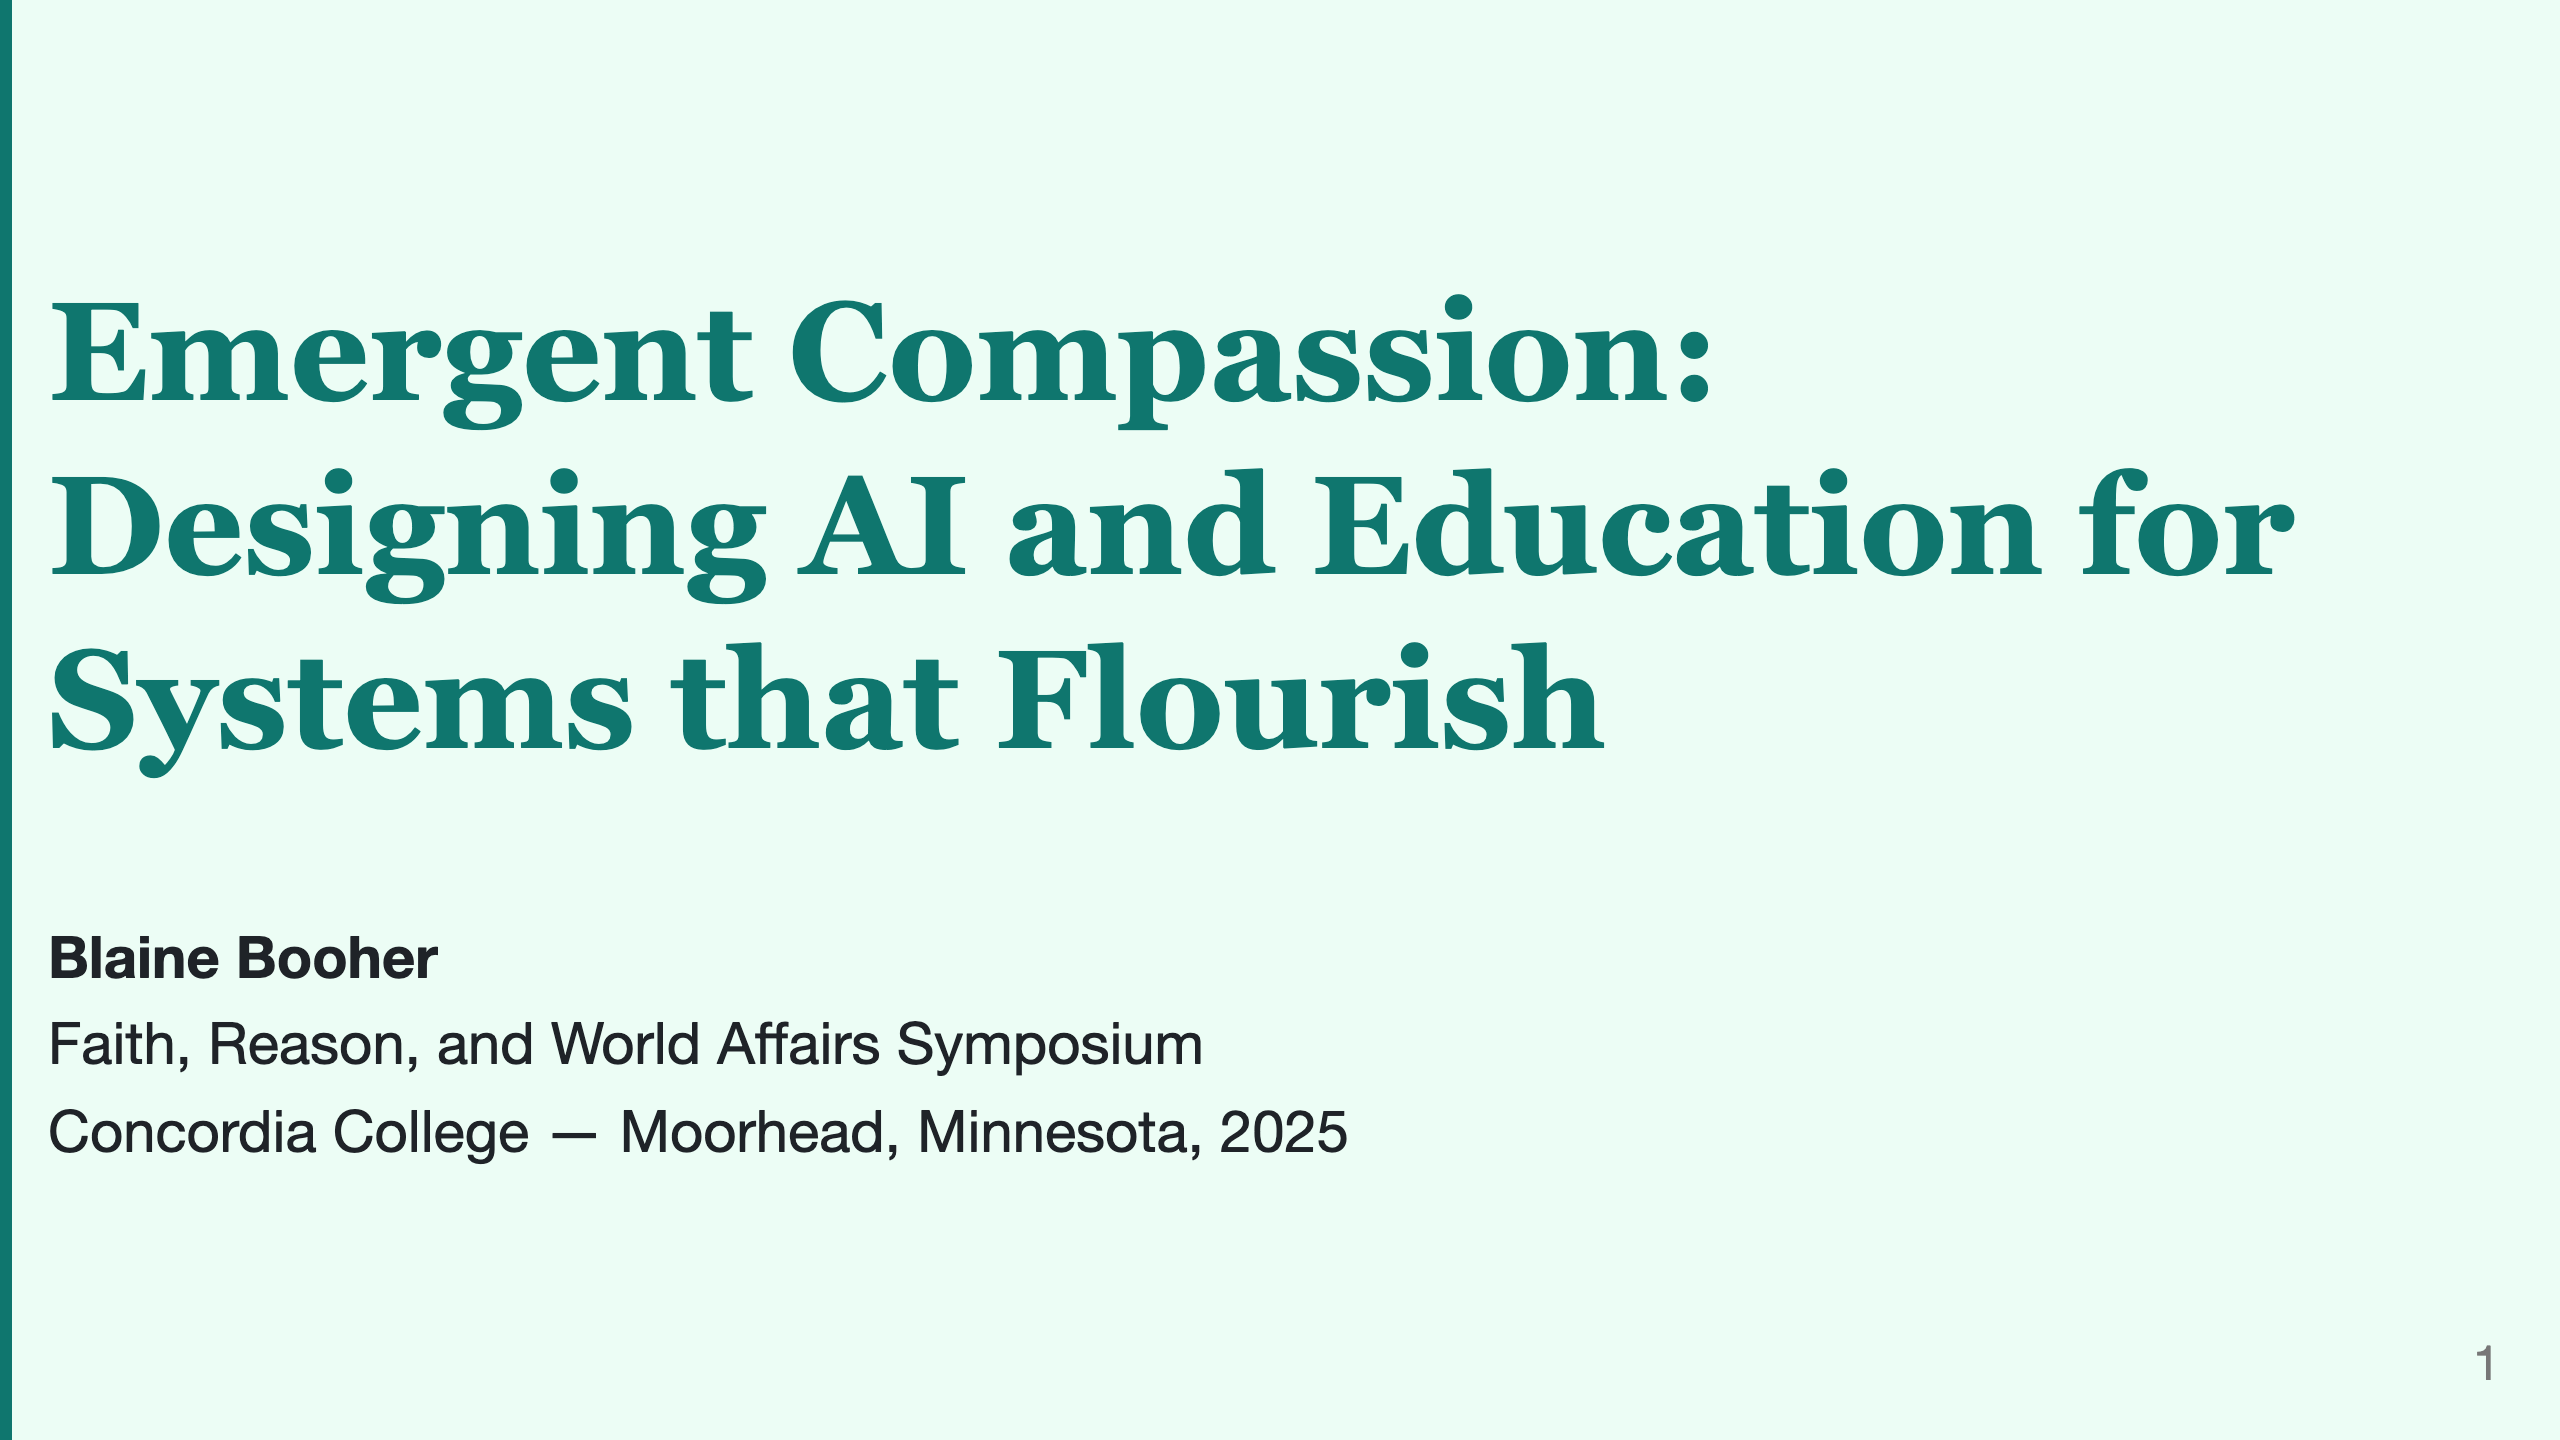 Emergent Compassion:
Designing AI and Education for
Systems that Flourish
Blaine Booher
Faith, Reason, and World Affairs Symposium
Concordia College — Moorhead, Minnesota, 2025
1